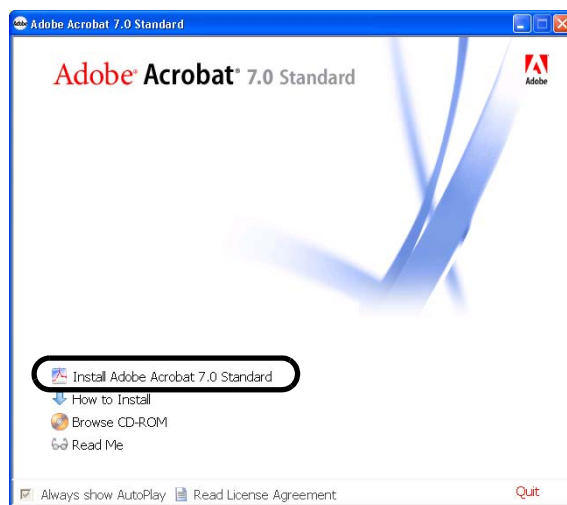 Adobe Adobe Acrobat 7.0 Standard
Adobe® Acrobat® 7.0 Standard
Adobe
Install Adobe Acrobat 7.0 Standard
How to Install
Browse CD-ROM
Read Me
Always show AutoPlay Read License Agreement Quit